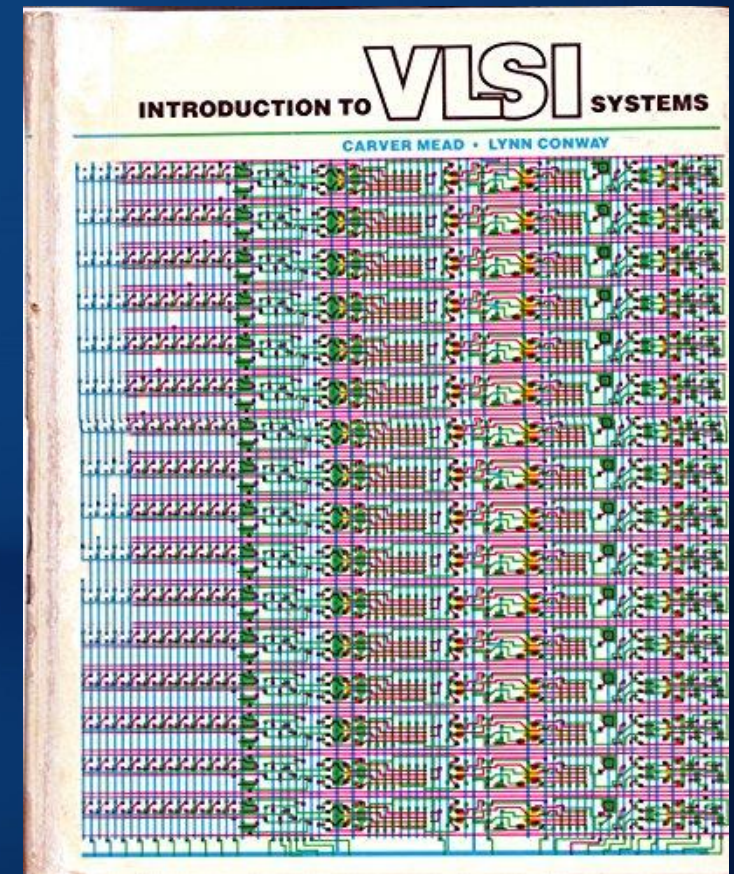 INTRODUCTION TO VLSI SYSTEMS
CARVER MEAD • LYNN CONWAY